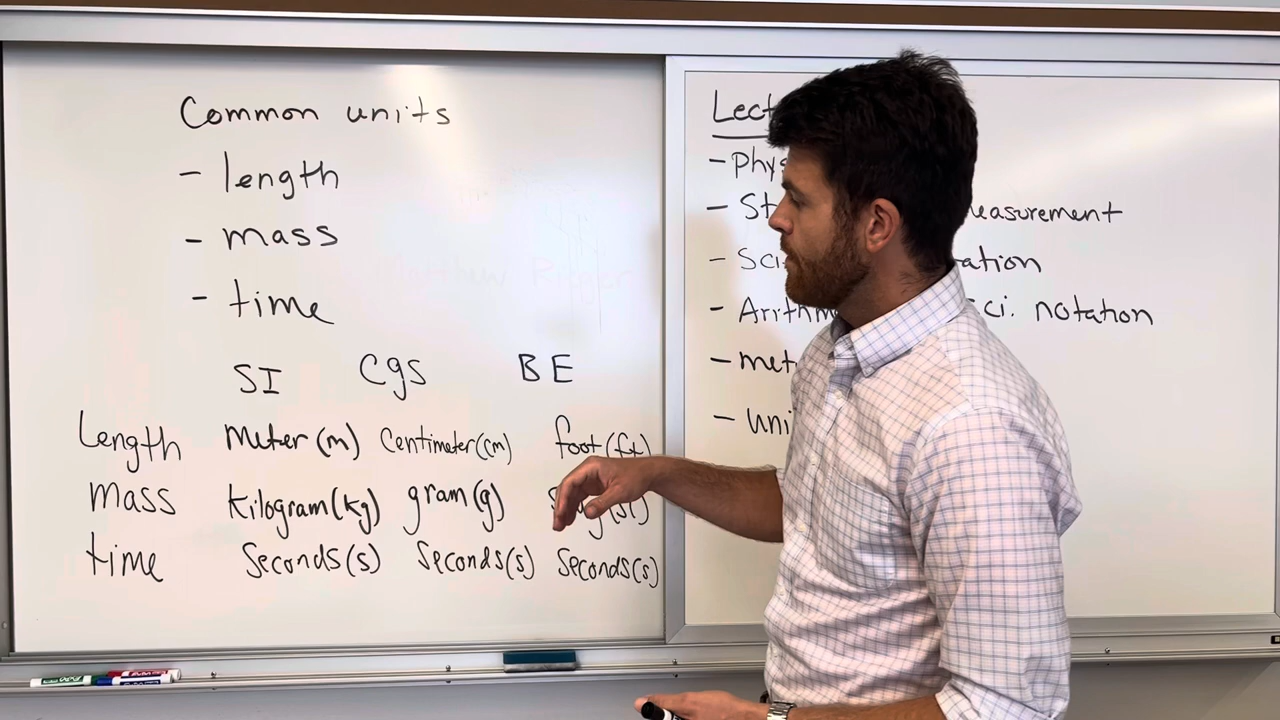 Common units
- length
- mass
- time
SI cgs BE
Length meter (m) Centimeter (cm) foot (ft)
mass kilogram (kg) gram (g)
time Seconds (s) Seconds (s) Seconds (s)
Lect
- Phys
- St easurement
- Sci ation
- Arithme ci. notation
- met
- uni